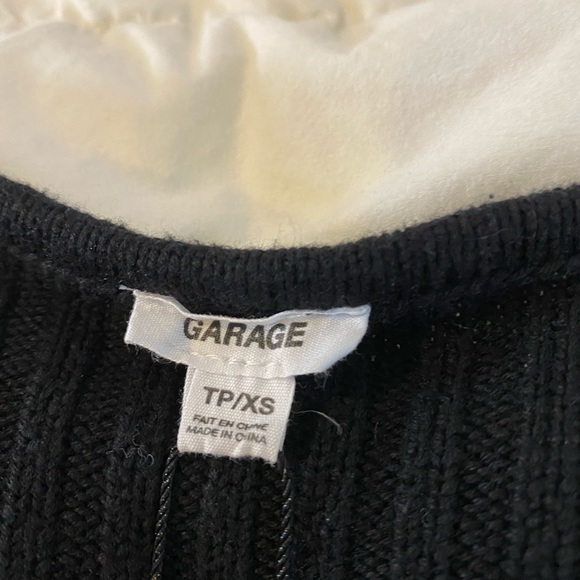 GARAGE
TP/XS
FAIT EN CHINE
MADE IN CHINA